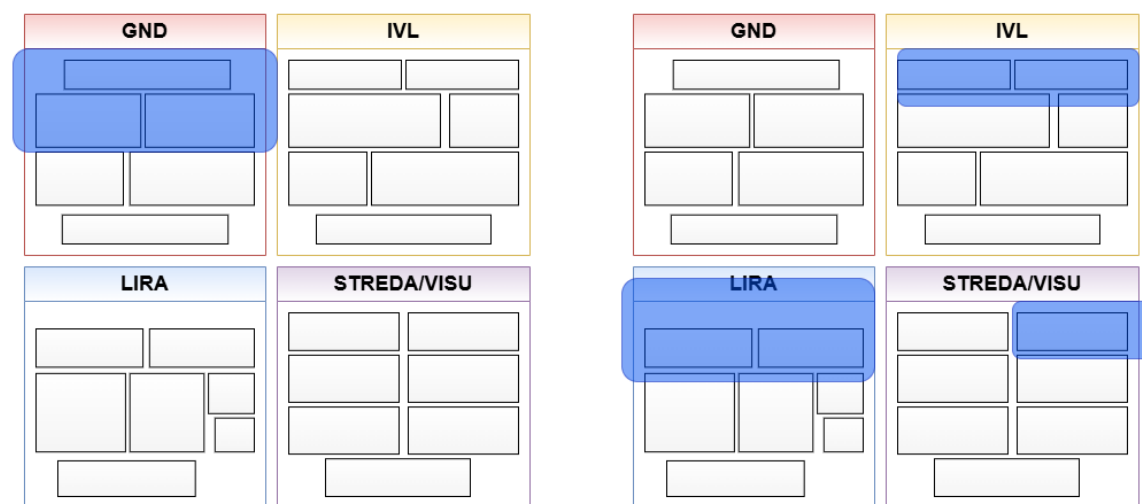 GND
IVL
GND
IVL
LIRA
STREDA/VISU
LIRA
STREDA/VISU